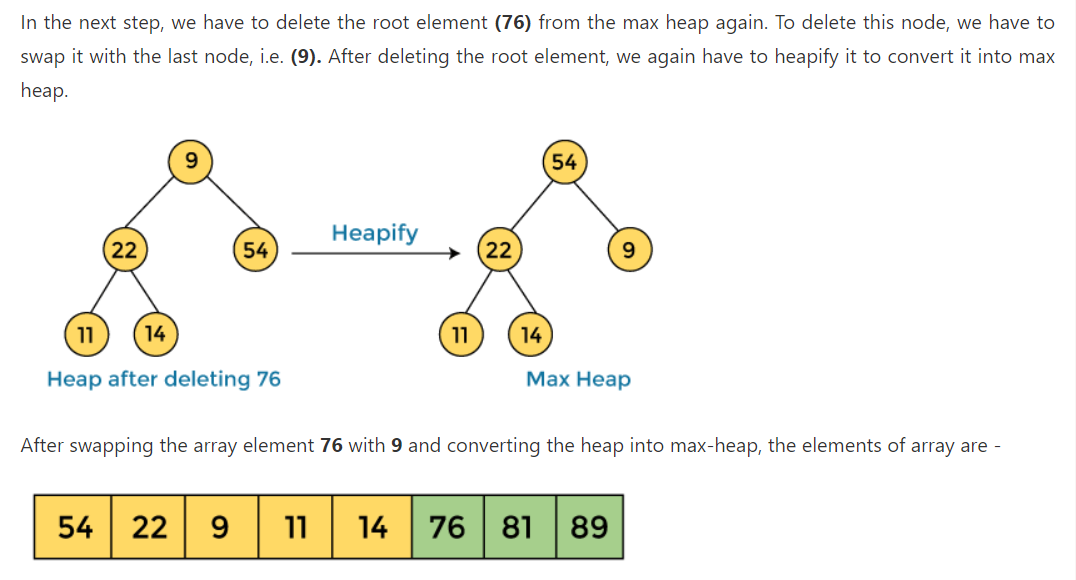 In the next step, we have to delete the root element (76) from the max heap again. To delete this node, we have to
swap it with the last node, i.e. (9). After deleting the root element, we again have to heapify it to convert it into max
heap.
9
54
Heapify
22
54
22
9
11
14
11
14
Heap after deleting 76
Max Heap
After swapping the array element 76 with 9 and converting the heap into max-heap, the elements of array are -
54 22 9 11 14 76 81 89